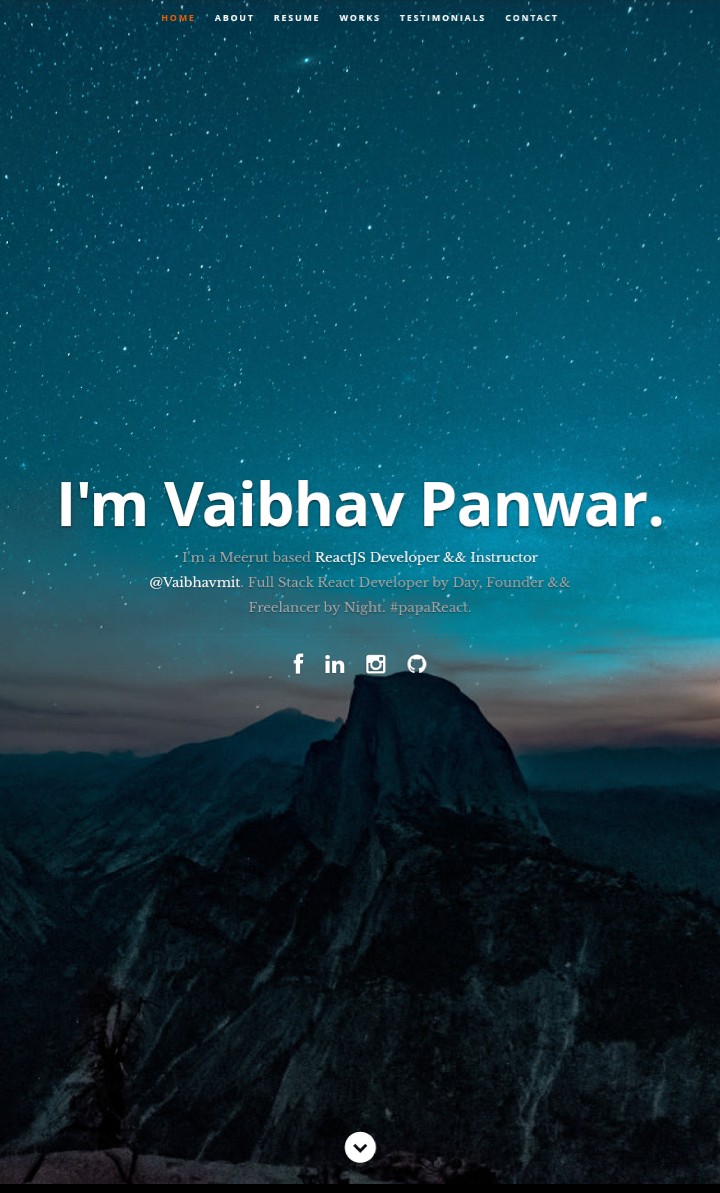 HOME ABOUT RESUME WORKS TESTIMONIALS CONTACT
I'm Vaibhav Panwar.
I'm a Meerut based ReactJS Developer && Instructor
@Vaibhavmit. Full Stack React Developer by Day, Founder &&
Freelancer by Night. #papaReact.